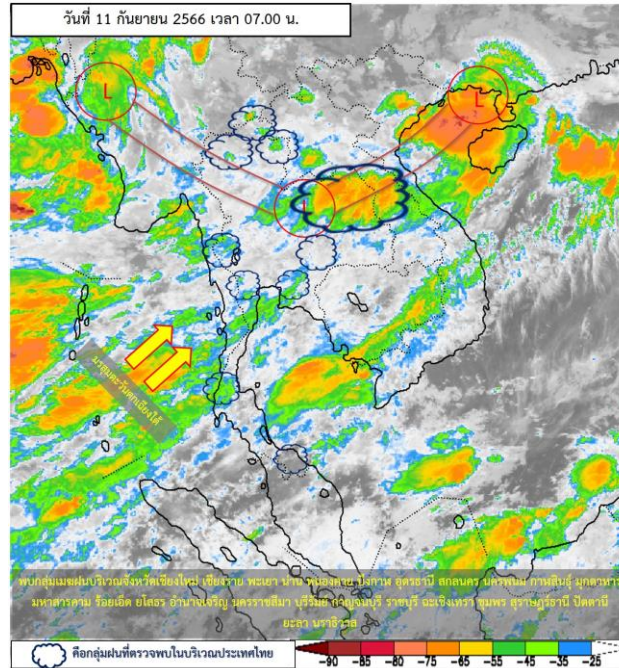 วันที่ 11 กันยายน 2566 เวลา 07.00 น.
L
L
L
มรสุมตะวันตกเฉียงใต้
พบกลุ่มเมฆฝนบริเวณจังหวัดเชียงใหม่ เชียงราย พะเยา น่าน หนองคาย บึงกาฬ อุดรธานี สกลนคร นครพนม กาฬสินธุ์ มุกดาหาร
มหาสารคาม ร้อยเอ็ด ยโสธร อำนาจเจริญ นครราชสีมา บุรีรัมย์ กาญจนบุรี ราชบุรี ฉะเชิงเทรา ชุมพร สุราษฎร์ธานี ปัตตานี
ยะลา นราธิวาส
คือกลุ่มฝนที่ตรวจพบในบริเวณประเทศไทย
-90 -85 -80 -75 -65 -55 -45 -35 -25